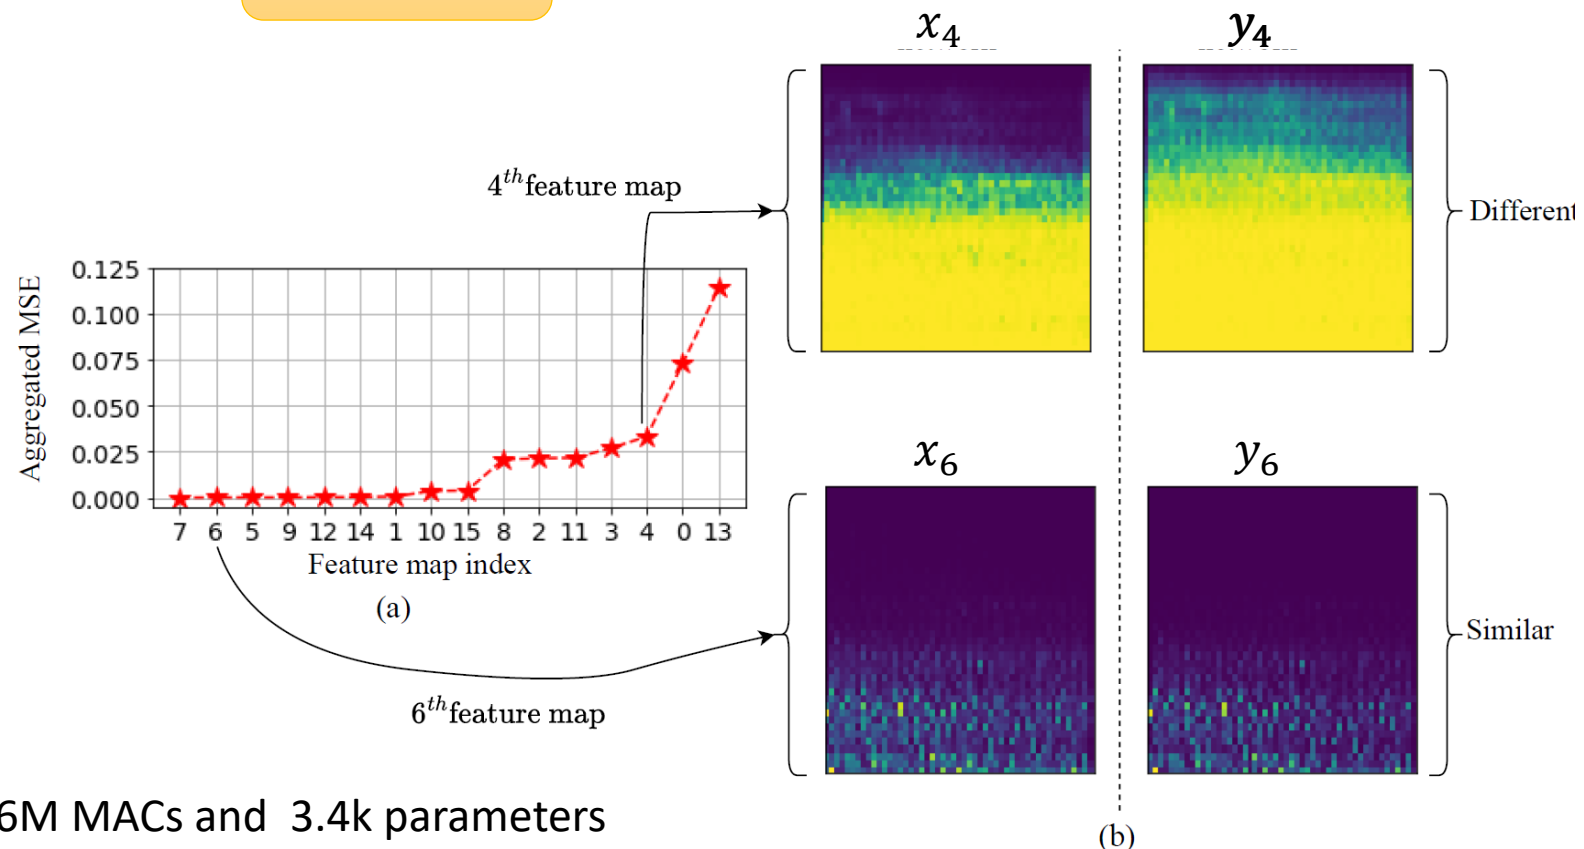 x4
y4
4th feature map
Different
Aggregated MSE
0.125
0.100
0.075
0.050
0.025
0.000
7 6 5 9 12 14 1 10 15 8 2 11 3 4 0 13
Feature map index
(a)
x6
y6
Similar
6th feature map
6M MACs and 3.4k parameters
(b)